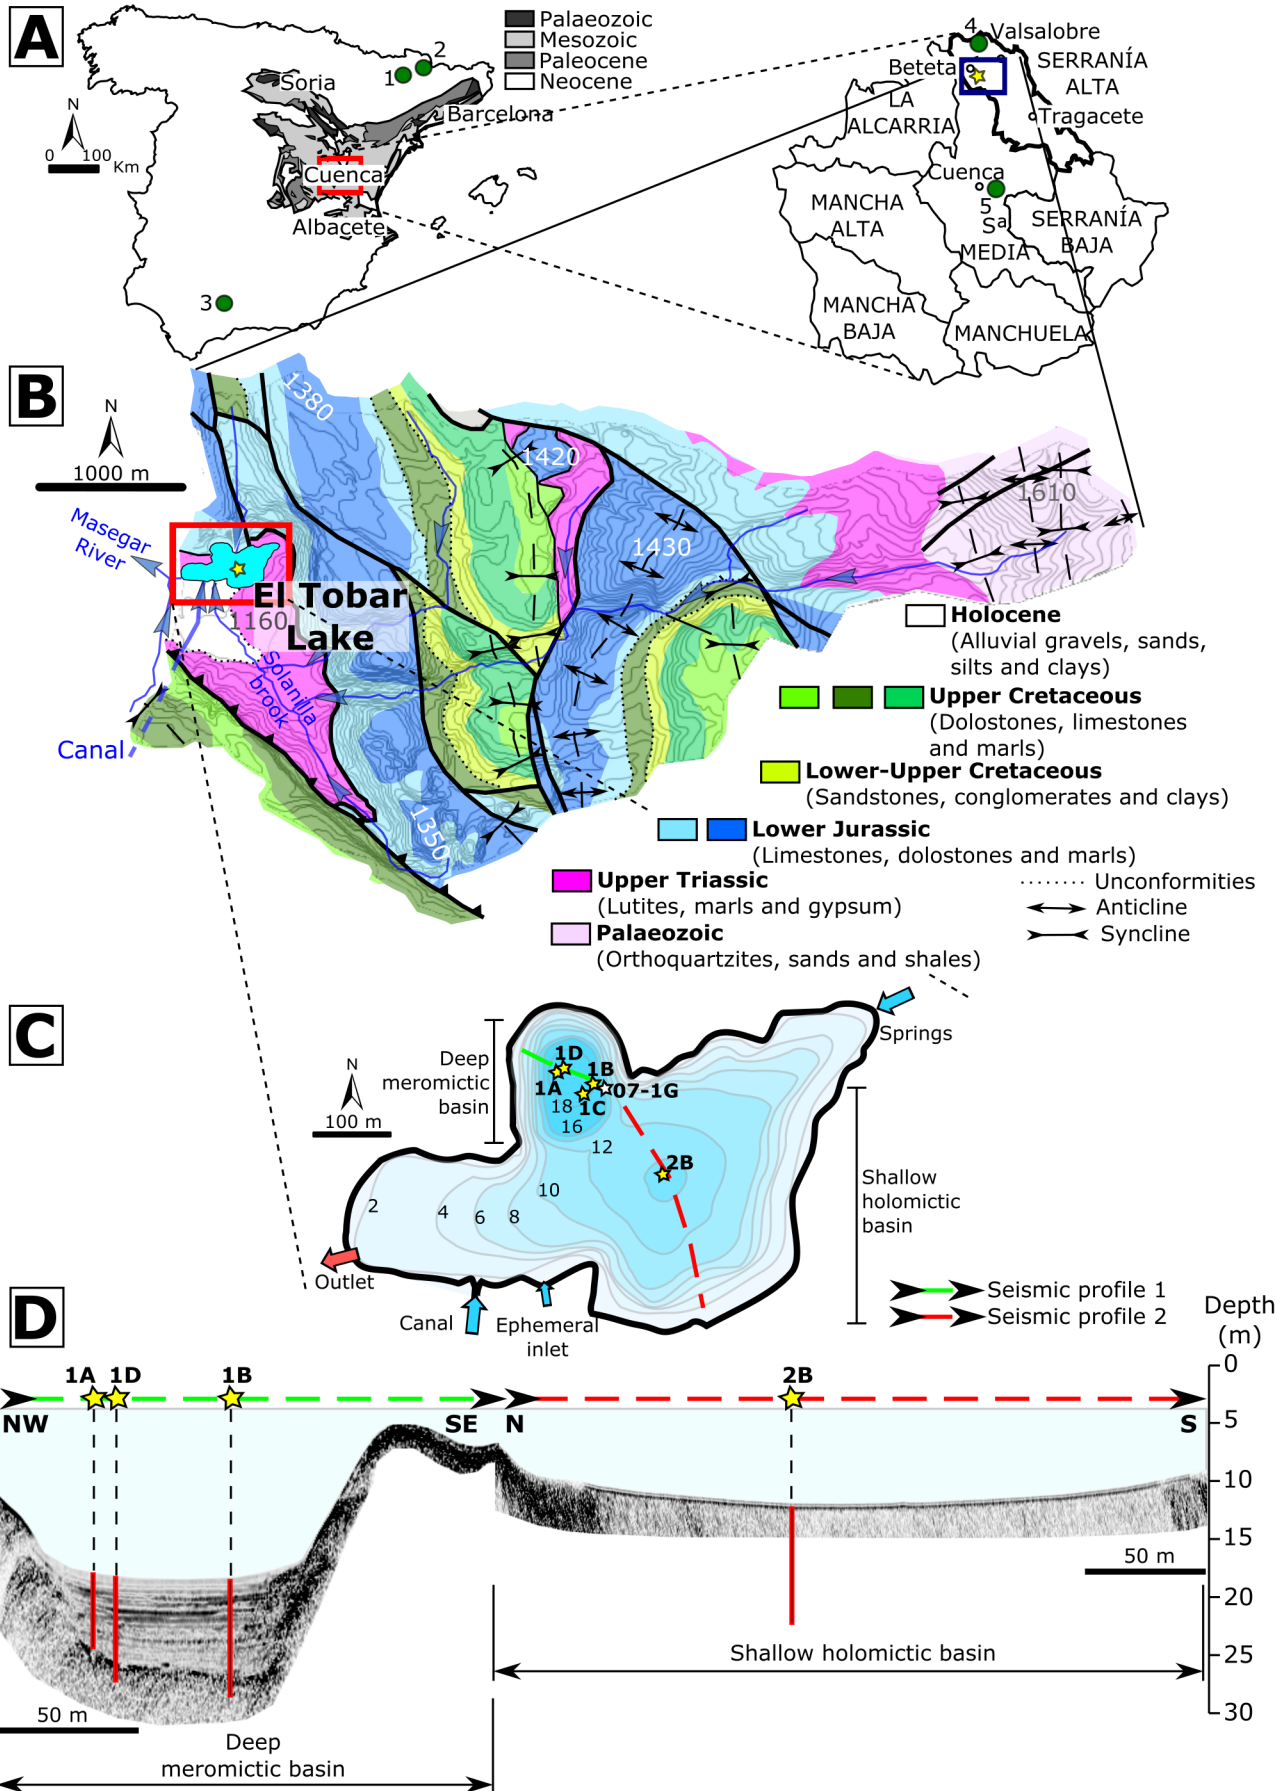 A
Palaeozoic
Mesozoic
Paleocene
Neocene
N
0 100
Km
Soria
1
2
Barcelona
Cuenca
Albacete
3
4
Valsalobre
Beteta
SERRANÍA
ALTA
LA
ALCARRIA
Tragacete
Cuenca
5
MANCHA
ALTA
Sa
MEDIA
SERRANÍA
BAJA
MANCHA
BAJA
MANCHUELA
B
N
1000 m
1380
1420
1430
1610
Masegar
River
El Tobar
Lake
1160
Solanilla
brook
Canal
1350
Holocene
(Alluvial gravels, sands,
silts and clays)
Upper Cretaceous
(Dolostones, limestones
and marls)
Lower-Upper Cretaceous
(Sandstones, conglomerates and clays)
Lower Jurassic
(Limestones, dolostones and marls)
Upper Triassic
(Lutites, marls and gypsum)
Palaeozoic
(Orthoquartzites, sands and shales)
Unconformities
Anticline
Syncline
C
N
100 m
Deep
meromictic
basin
1D
1A
1B
1C
07-1G
18
16
12
10
2B
2
4
6
8
Springs
Shallow
holomictic
basin
Outlet
Canal
Ephemeral
inlet
Seismic profile 1
Seismic profile 2
D
Depth
(m)
1A
1D
1B
2B
NW
SE
N
S
0
5
10
15
20
25
30
50 m
50 m
Shallow holomictic basin
Deep
meromictic basin